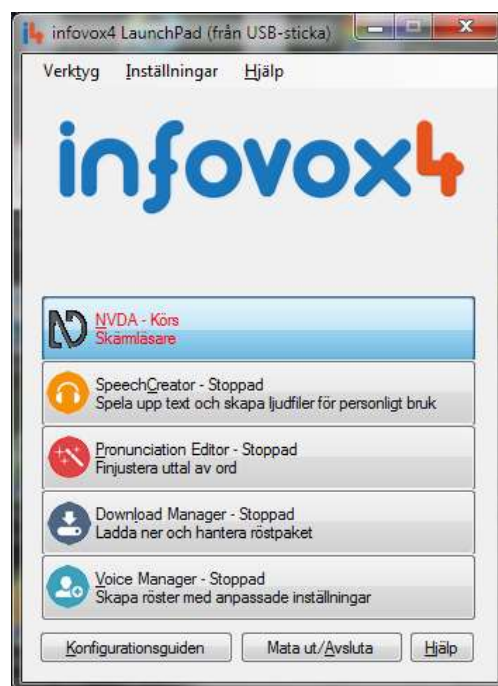 infovox4 LaunchPad (från USB-sticka)
Verktyg Inställningar Hjälp
infovox4
NVDA - Körs
Skärmläsare
SpeechCreator - Stoppad
Spela upp text och skapa ljudfiler för personligt bruk
Pronunciation Editor - Stoppad
Finjustera uttal av ord
Download Manager - Stoppad
Ladda ner och hantera röstpaket
Voice Manager - Stoppad
Skapa röster med anpassade inställningar
Konfigurationsguiden Mata ut/Avsluta Hjälp